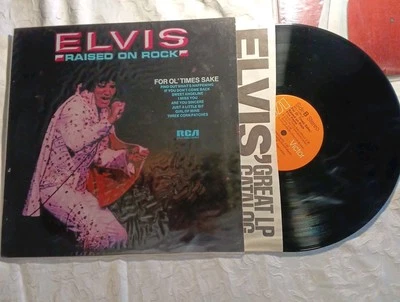 ELVIS
RAISED ON ROCK
FOR OL' TIMES SAKE
FIND OUT WHAT'S HAPPENING
IF YOU DON'T COME BACK
SWEET ANGELINE
I MISS YOU
ARE YOU SINCERE
JUST A LITTLE BIT
GIRL OF MINE
THREE CORN PATCHES
RCA
ELVIS'
GREAT LP
CATALOG
Victor